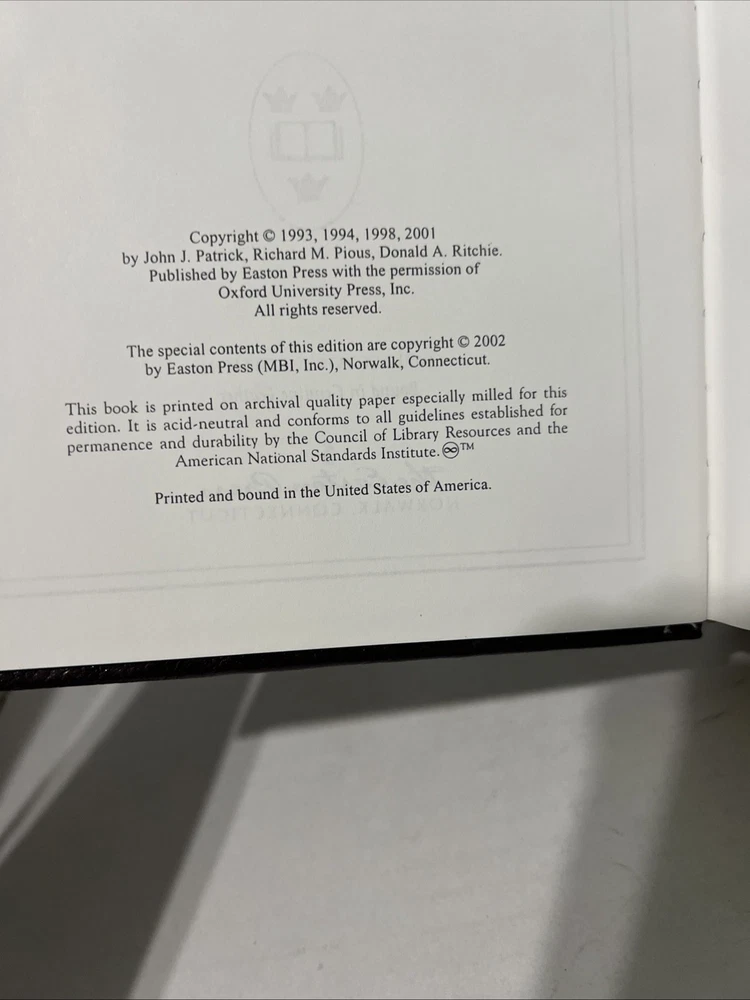 Copyright © 1993, 1994, 1998, 2001
by John J. Patrick, Richard M. Pious, Donald A. Ritchie.
Published by Easton Press with the permission of
Oxford University Press, Inc.
All rights reserved.
The special contents of this edition are copyright © 2002
by Easton Press (MBI, Inc.), Norwalk, Connecticut.
This book is printed on archival quality paper especially milled for this
edition. It is acid-neutral and conforms to all guidelines established for
permanence and durability by the Council of Library Resources and the
American National Standards Institute.♾™
Printed and bound in the United States of America.